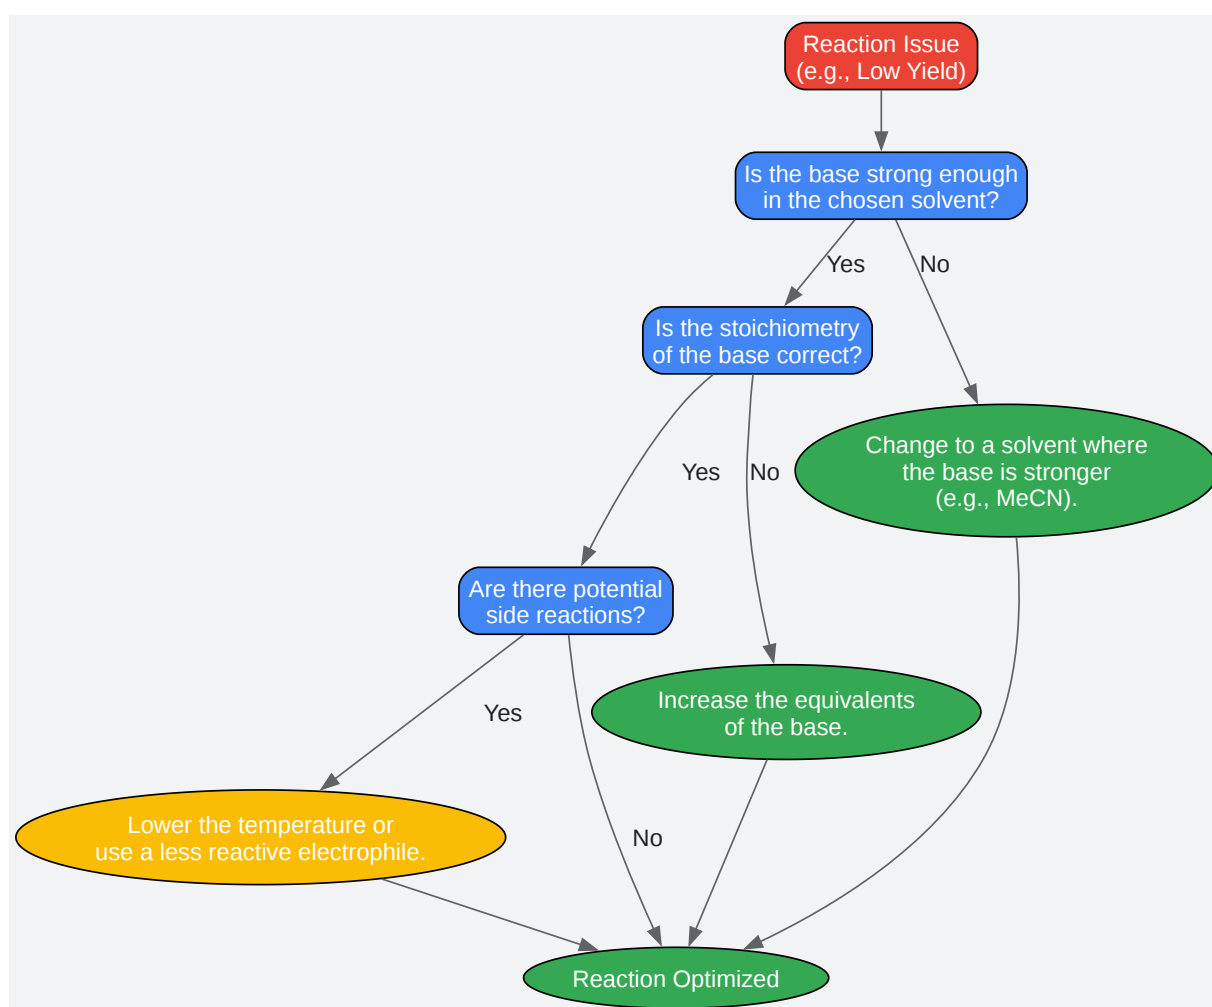 Reaction Issue
(e.g., Low Yield)
Is the base strong enough
in the chosen solvent?
Yes
No
Is the stoichiometry
of the base correct?
Change to a solvent where
the base is stronger
(e.g., MeCN).
Yes
No
Are there potential
side reactions?
Increase the equivalents
of the base.
Yes
Lower the temperature or
use a less reactive electrophile.
No
Reaction Optimized